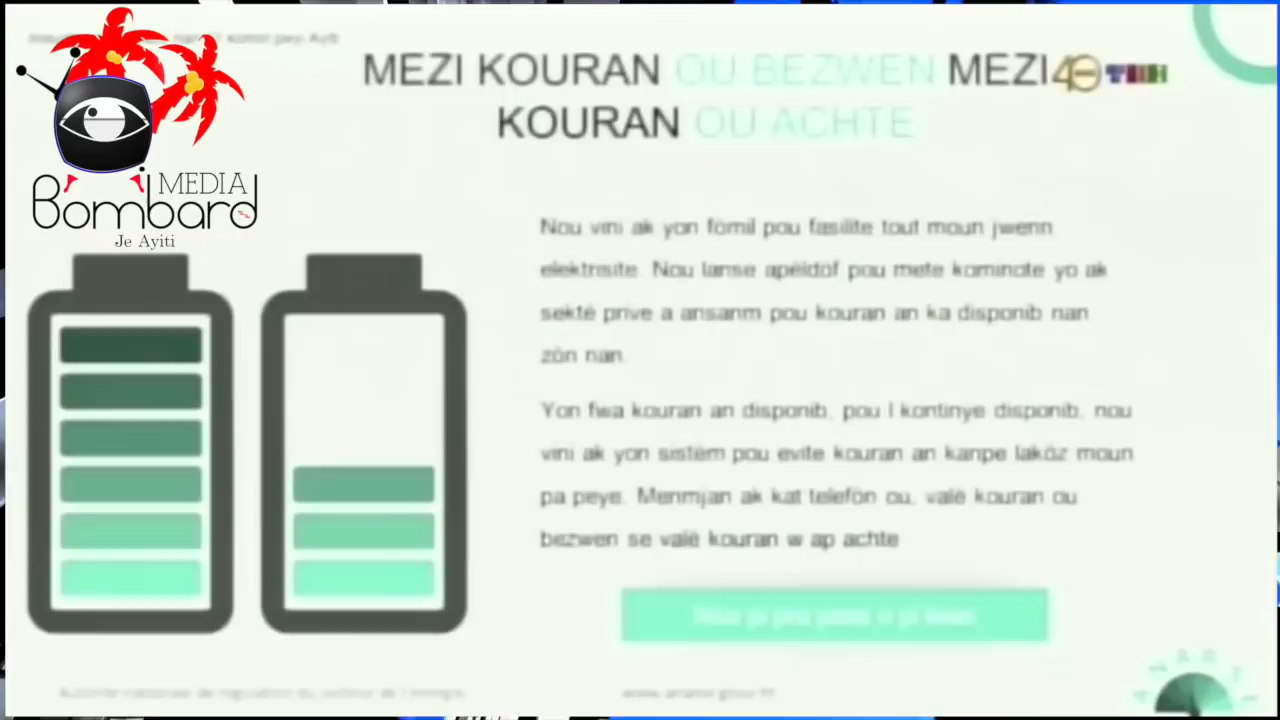 MEZI KOURAN OU BEZWEN MEZI
KOURAN OU ACHTE
MEDIA
Bombard
Je Ayiti
Nou vini ak yon fòmil pou fasilite tout moun jwenn
elektrisite. Nou lanse apèldòf pou mete kominote yo ak
sektè prive a ansanm pou kouran an ka disponib nan
zòn nan.
Yon fwa kouran an disponib, pou l kontinye disponib, nou
vini ak yon sistèm pou evite kouran an kanpe lakòz moun
pa peye. Menmjan ak kat telefòn ou, valè kouran ou
bezwen se valè kouran w ap achte